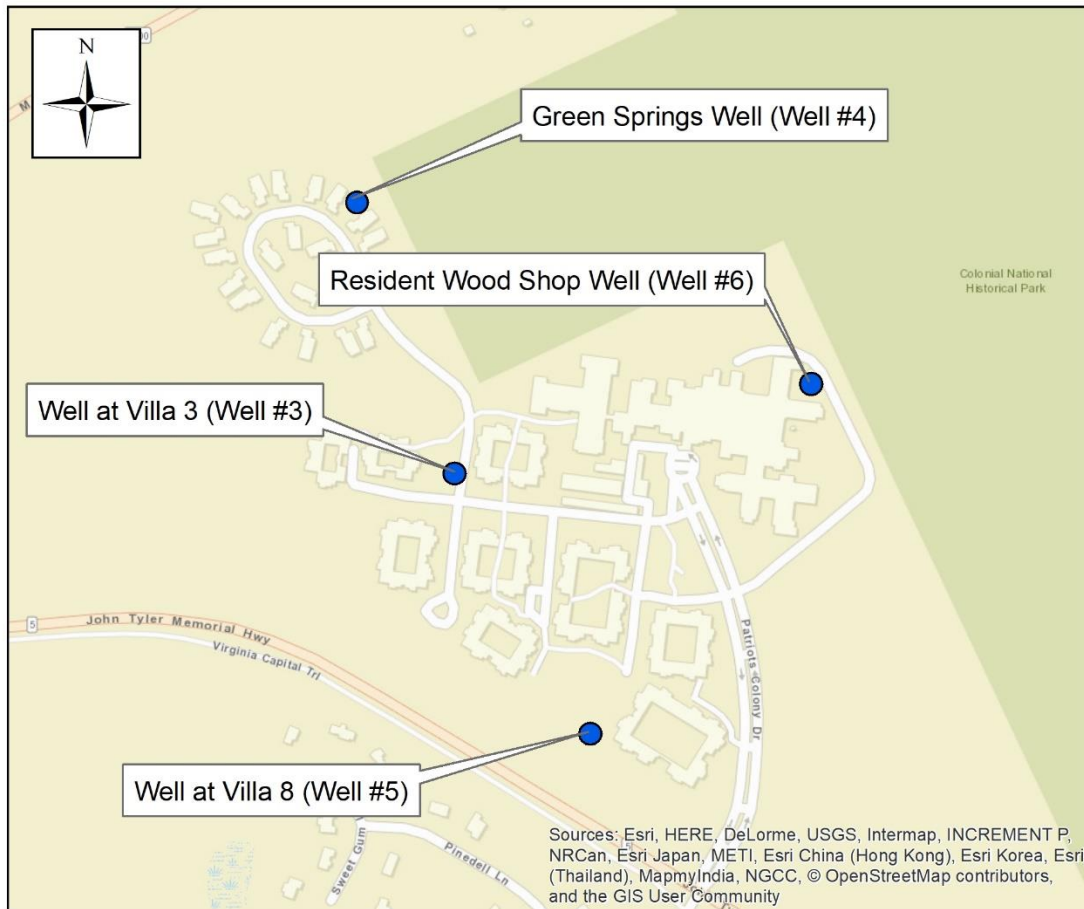 N
Green Springs Well (Well #4)
Resident Wood Shop Well (Well #6)
Colonial National
Historical Park
Well at Villa 3 (Well #3)
5
John Tyler Memorial Hwy
Virginia Capital Trl
Patriots Colony Dr
Well at Villa 8 (Well #5)
Sweet Gum
Pinedell Ln
Sources: Esri, HERE, DeLorme, USGS, Intermap, INCREMENT P,
NRCan, Esri Japan, METI, Esri China (Hong Kong), Esri Korea, Esri
(Thailand), MapmyIndia, NGCC, © OpenStreetMap contributors,
and the GIS User Community